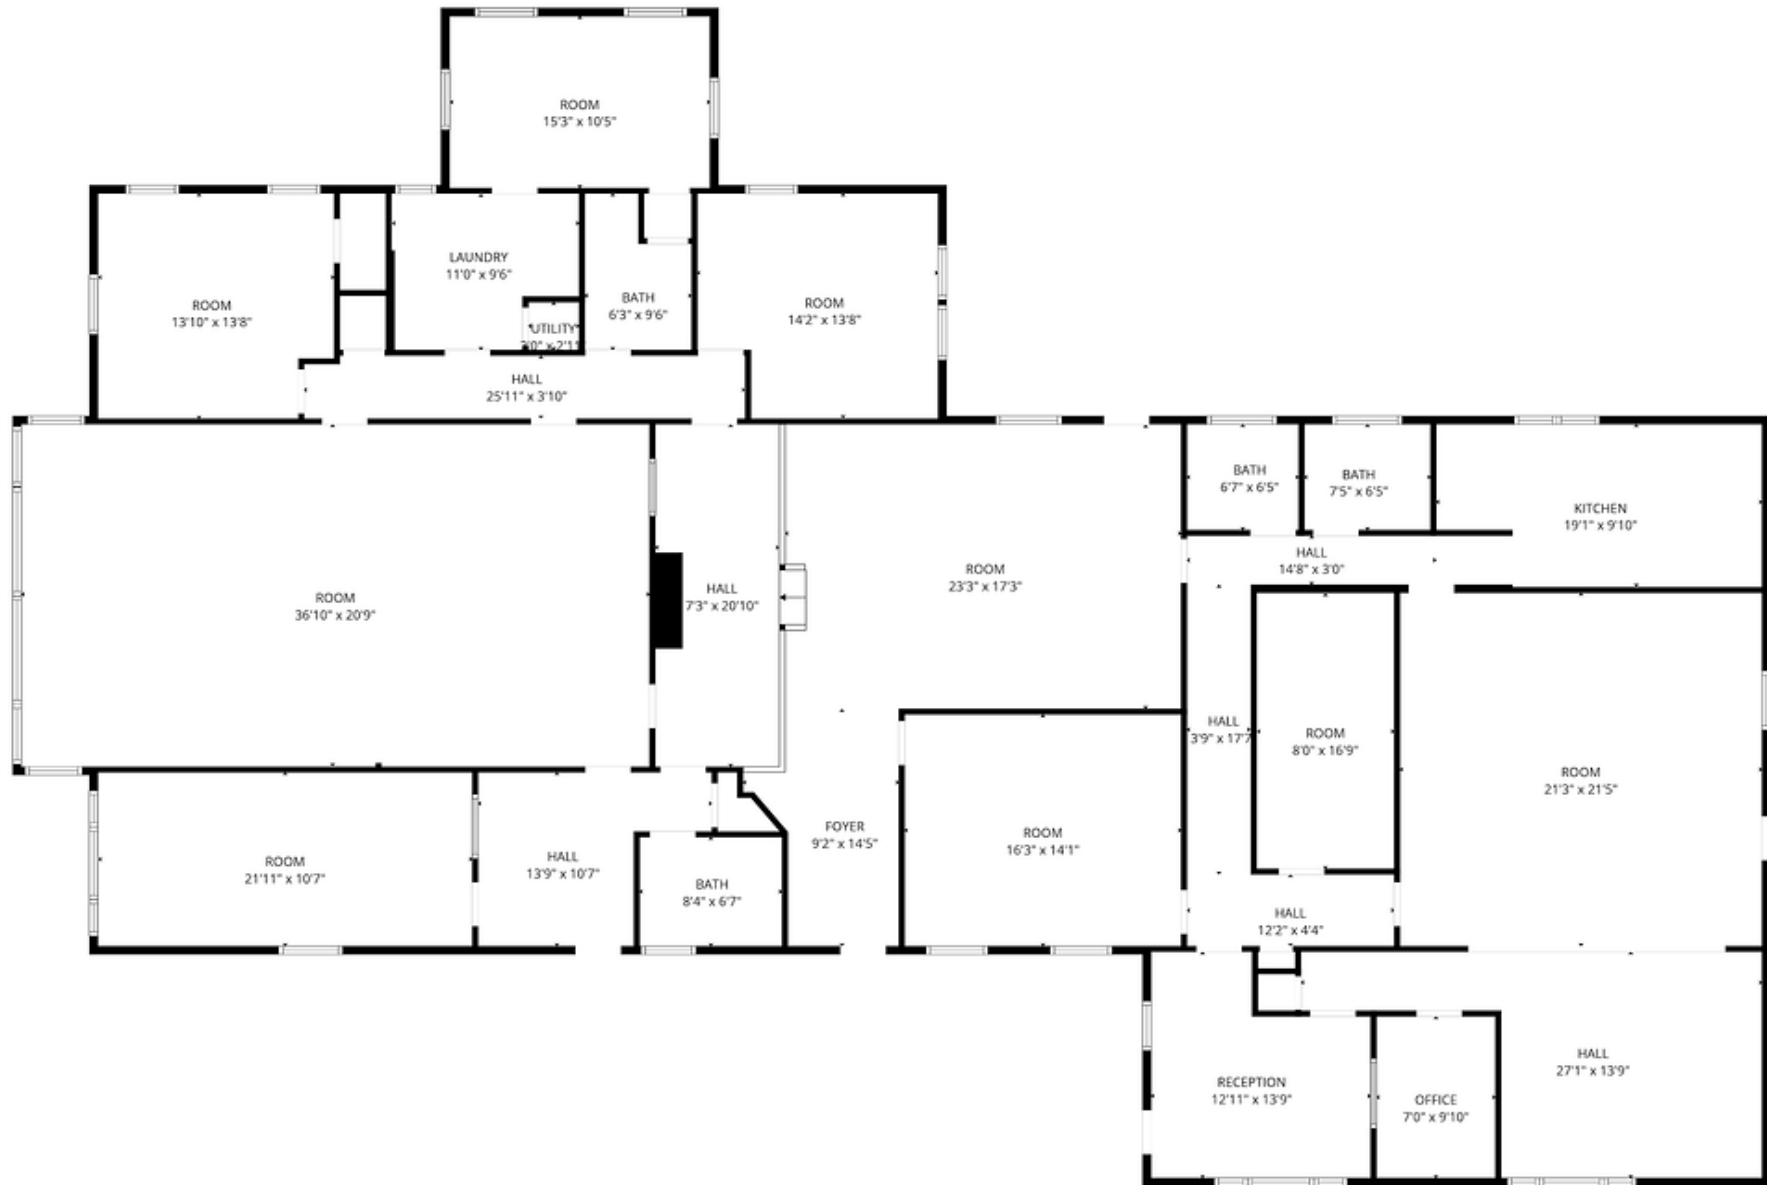 ROOM
15'3" x 10'5"
LAUNDRY
11'0" x 9'6"
ROOM
13'10" x 13'8"
BATH
6'3" x 9'6"
ROOM
14'2" x 13'8"
UTILITY
HALL
25'11" x 3'10"
BATH
6'7" x 6'5"
BATH
7'5" x 6'5"
KITCHEN
19'1" x 9'10"
HALL
14'8" x 3'0"
ROOM
36'10" x 20'9"
HALL
7'3" x 20'10"
ROOM
23'3" x 17'3"
HALL
3'9" x 17'7
ROOM
8'0" x 16'9"
ROOM
21'3" x 21'5"
ROOM
21'11" x 10'7"
HALL
13'9" x 10'7"
BATH
8'4" x 6'7"
FOYER
9'2" x 14'5"
ROOM
16'3" x 14'1"
HALL
12'2" x 4'4"
RECEPTION
12'11" x 13'9"
OFFICE
7'0" x 9'10"
HALL
27'1" x 13'9"